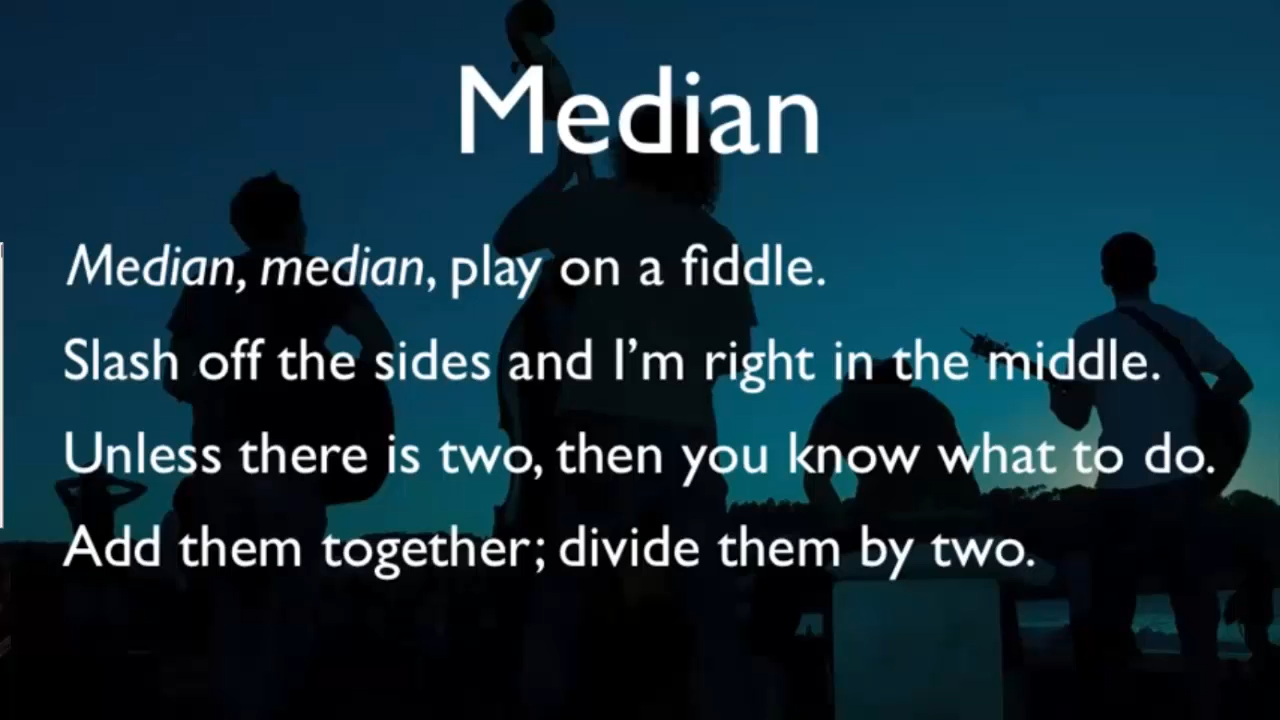 Median
Median, median, play on a fiddle.
Slash off the sides and I’m right in the middle.
Unless there is two, then you know what to do.
Add them together; divide them by two.